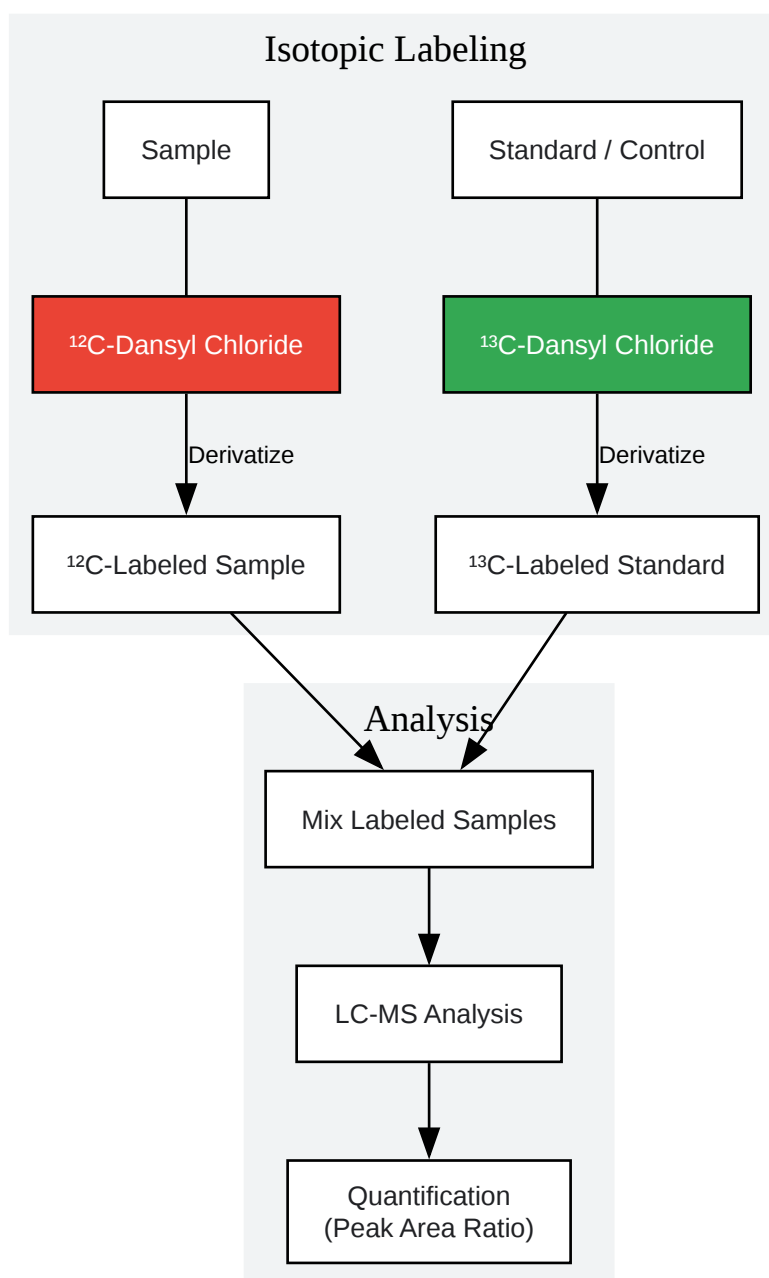 Isotopic Labeling
Sample
Standard / Control
¹²C-Dansyl Chloride
¹³C-Dansyl Chloride
Derivatize
Derivatize
¹²C-Labeled Sample
¹³C-Labeled Standard
Analysis
Mix Labeled Samples
LC-MS Analysis
Quantification
(Peak Area Ratio)